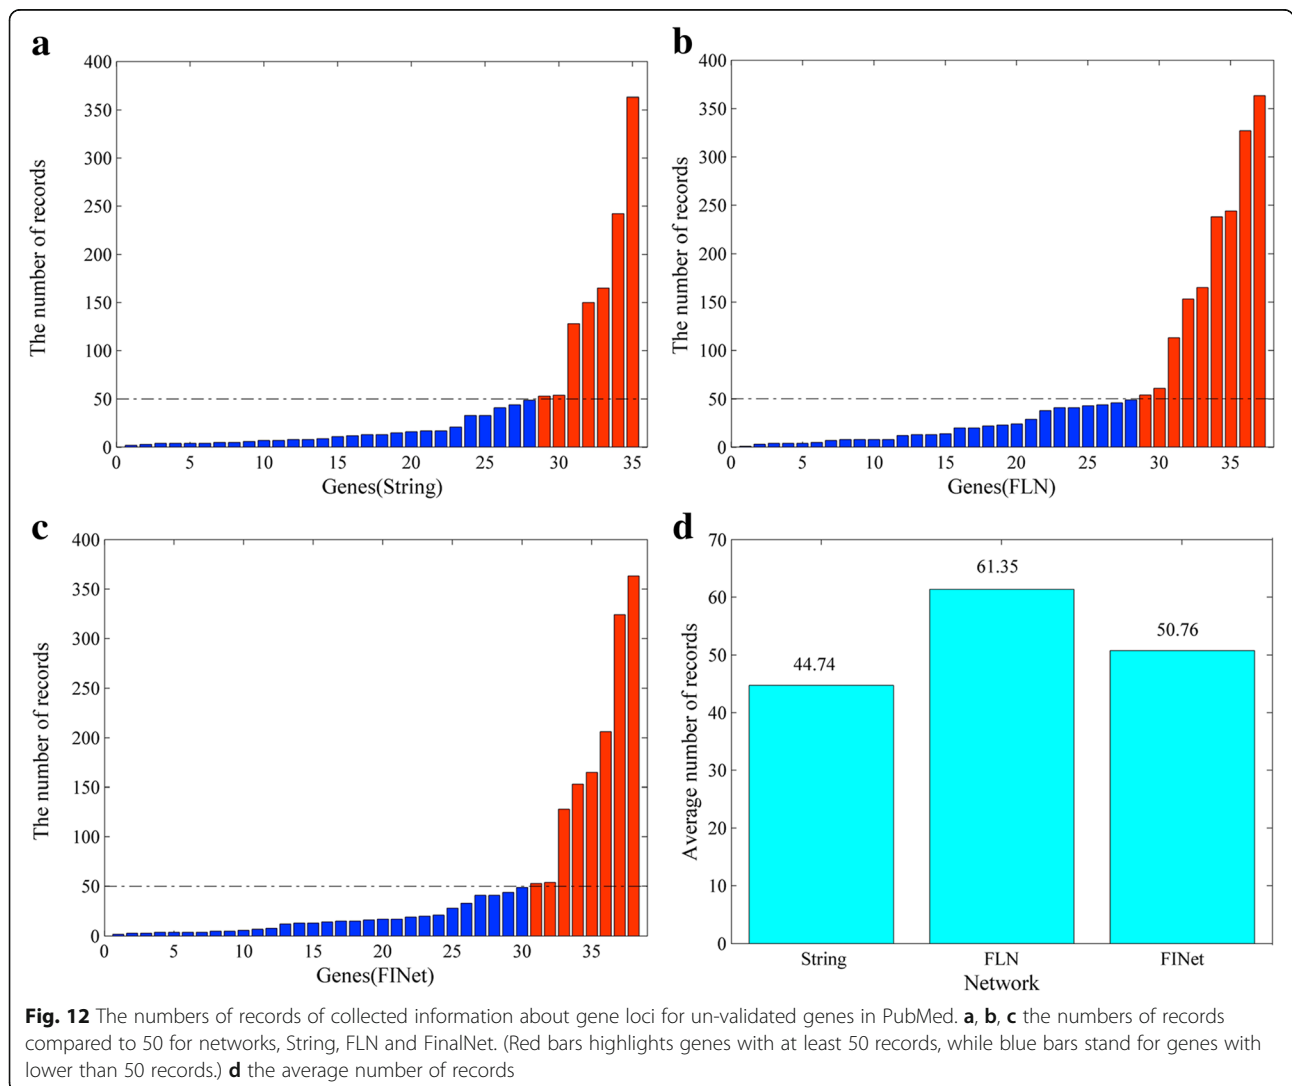 a
400
350
300
250
200
150
100
50
0
0 5 10 15 20 25 30 35
The number of records
Genes(String)
b
400
350
300
250
200
150
100
50
0
0 5 10 15 20 25 30 35
The number of records
Genes(FLN)
c
400
350
300
250
200
150
100
50
0
0 5 10 15 20 25 30 35
The number of records
Genes(FINet)
d
70
60
50
40
30
20
10
0
Average number of records
44.74
61.35
50.76
String FLN FINet
Network
Fig. 12 The numbers of records of collected information about gene loci for un-validated genes in PubMed. a, b, c the numbers of records
compared to 50 for networks, String, FLN and FinalNet. (Red bars highlights genes with at least 50 records, while blue bars stand for genes with
lower than 50 records.) d the average number of records